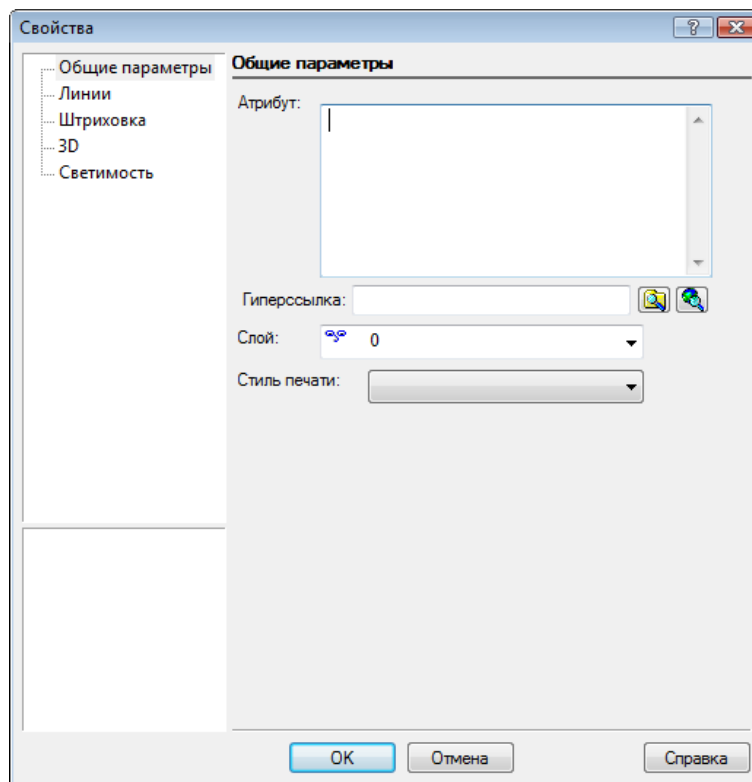 Свойства
Общие параметры
Линии
Штриховка
3D
Светимость
Общие параметры
Атрибут:
Гиперссылка:
Слой:
0
Стиль печати:
OK
Отмена
Справка